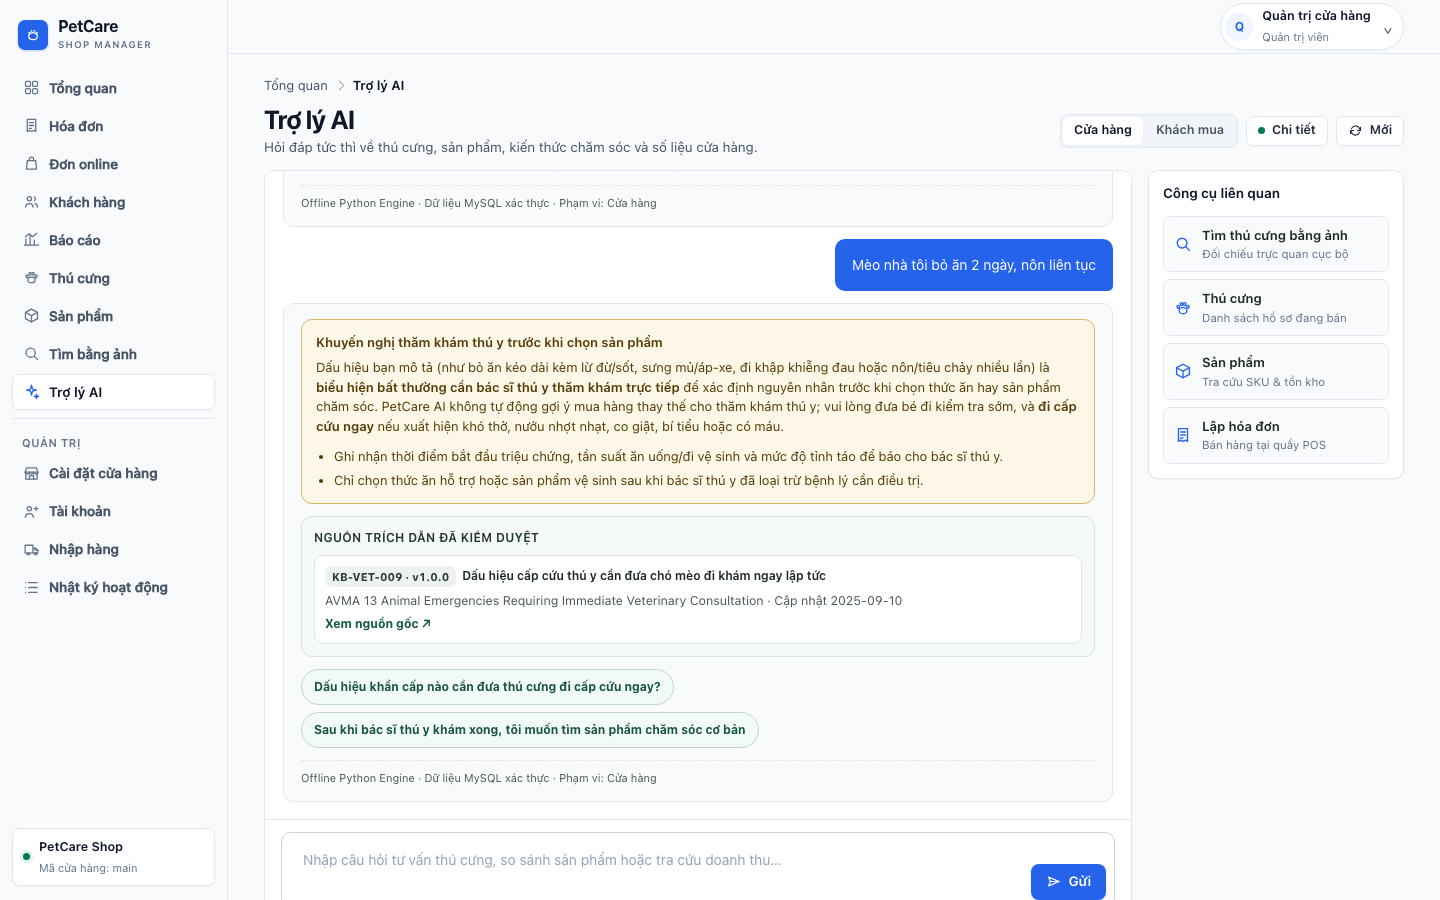 PetCare
SHOP MANAGER
Tổng quan
Hóa đơn
Đơn online
Khách hàng
Báo cáo
Thú cưng
Sản phẩm
Tìm bằng ảnh
Trợ lý AI
QUẢN TRỊ
Cài đặt cửa hàng
Tài khoản
Nhập hàng
Nhật ký hoạt động
PetCare Shop
Mã cửa hàng: main
Q
Quản trị cửa hàng
Quản trị viên
Tổng quan
Trợ lý AI
Trợ lý AI
Hỏi đáp tức thì về thú cưng, sản phẩm, kiến thức chăm sóc và số liệu cửa hàng.
Cửa hàng
Khách mua
Chi tiết
Mới
Offline Python Engine · Dữ liệu MySQL xác thực · Phạm vi: Cửa hàng
Mèo nhà tôi bỏ ăn 2 ngày, nôn liên tục
Khuyến nghị thăm khám thú y trước khi chọn sản phẩm
Dấu hiệu bạn mô tả (như bỏ ăn kéo dài kèm lừ đừ/sốt, sưng mủ/áp-xe, đi khập khiễng đau hoặc nôn/tiêu chảy nhiều lần) là
biểu hiện bất thường cần bác sĩ thú y thăm khám trực tiếp để xác định nguyên nhân trước khi chọn thức ăn hay sản phẩm
chăm sóc. PetCare AI không tự động gợi ý mua hàng thay thế cho thăm khám thú y; vui lòng đưa bé đi kiểm tra sớm, và đi cấp
cứu ngay nếu xuất hiện khó thở, nướu nhợt nhạt, co giật, bí tiểu hoặc có máu.
• Ghi nhận thời điểm bắt đầu triệu chứng, tần suất ăn uống/đi vệ sinh và mức độ tỉnh táo để báo cho bác sĩ thú y.
• Chỉ chọn thức ăn hỗ trợ hoặc sản phẩm vệ sinh sau khi bác sĩ thú y đã loại trừ bệnh lý cần điều trị.
NGUỒN TRÍCH DẪN ĐÃ KIỂM DUYỆT
KB-VET-009 · v1.0.0 Dấu hiệu cấp cứu thú y cần đưa chó mèo đi khám ngay lập tức
AVMA 13 Animal Emergencies Requiring Immediate Veterinary Consultation · Cập nhật 2025-09-10
Xem nguồn gốc ↗
Dấu hiệu khẩn cấp nào cần đưa thú cưng đi cấp cứu ngay?
Sau khi bác sĩ thú y khám xong, tôi muốn tìm sản phẩm chăm sóc cơ bản
Offline Python Engine · Dữ liệu MySQL xác thực · Phạm vi: Cửa hàng
Nhập câu hỏi tư vấn thú cưng, so sánh sản phẩm hoặc tra cứu doanh thu...
Gửi
Công cụ liên quan
Tìm thú cưng bằng ảnh
Đối chiếu trực quan cục bộ
Thú cưng
Danh sách hồ sơ đang bán
Sản phẩm
Tra cứu SKU & tồn kho
Lập hóa đơn
Bán hàng tại quầy POS